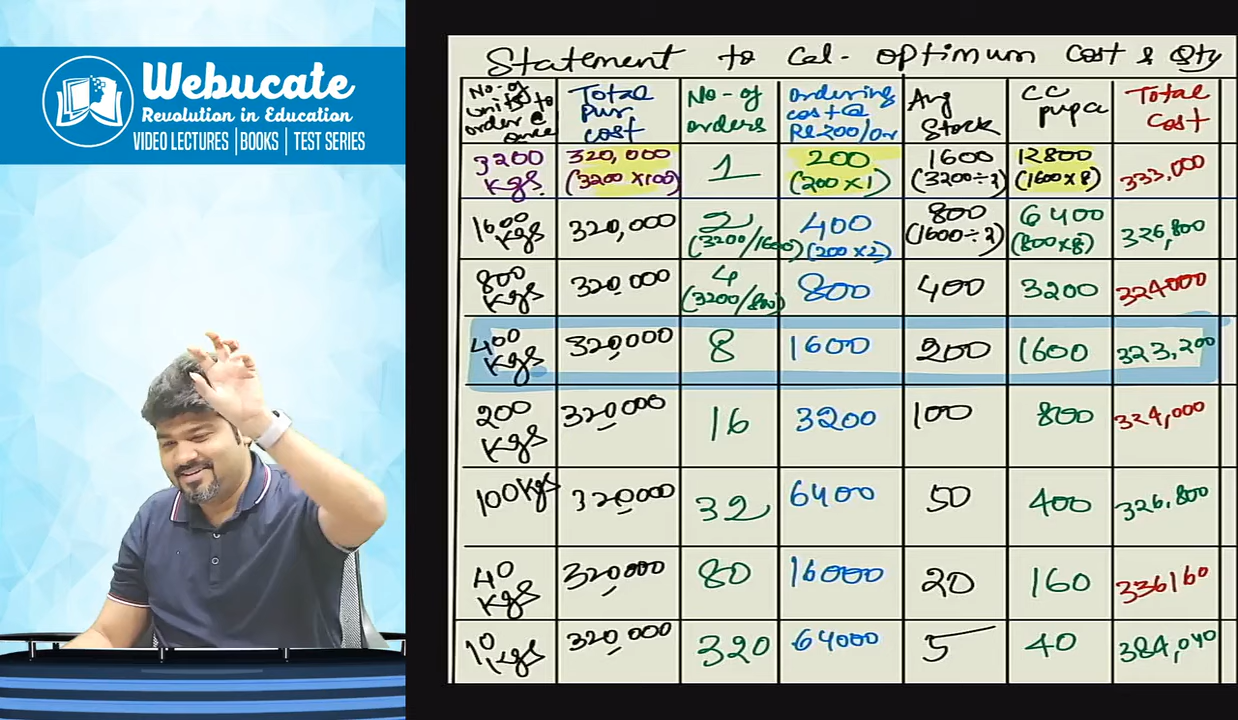 Webucate
Revolution in Education
VIDEO LECTURES | BOOKS | TEST SERIES
Statement to Cal- optimum cost & Qty
No-of units to order @ once
Total pur cost
No-of orders
ordering cost @ Rs 200/or
Avg Stock
CC pupa
Total Cost
3200 Kgs
320,000 (3200 x 100)
1
200 (200 x 1)
1600 (3200÷2)
12800 (1600 x 8)
333,000
1600 Kgs
320,000
2 (3200/1600)
400 (200 x 2)
800 (1600÷2)
6400 (800 x 8)
326,800
800 Kgs
320,000
4 (3200/800)
800
400
3200
324000
400 Kgs
320,000
8
1600
200
1600
323,200
200 Kgs
320,000
16
3200
100
800
324,000
100 Kgs
320,000
32
6400
50
400
326,800
40 Kgs
320,000
80
16000
20
160
336160
10 Kgs
320,000
320
64000
5
40
384,040